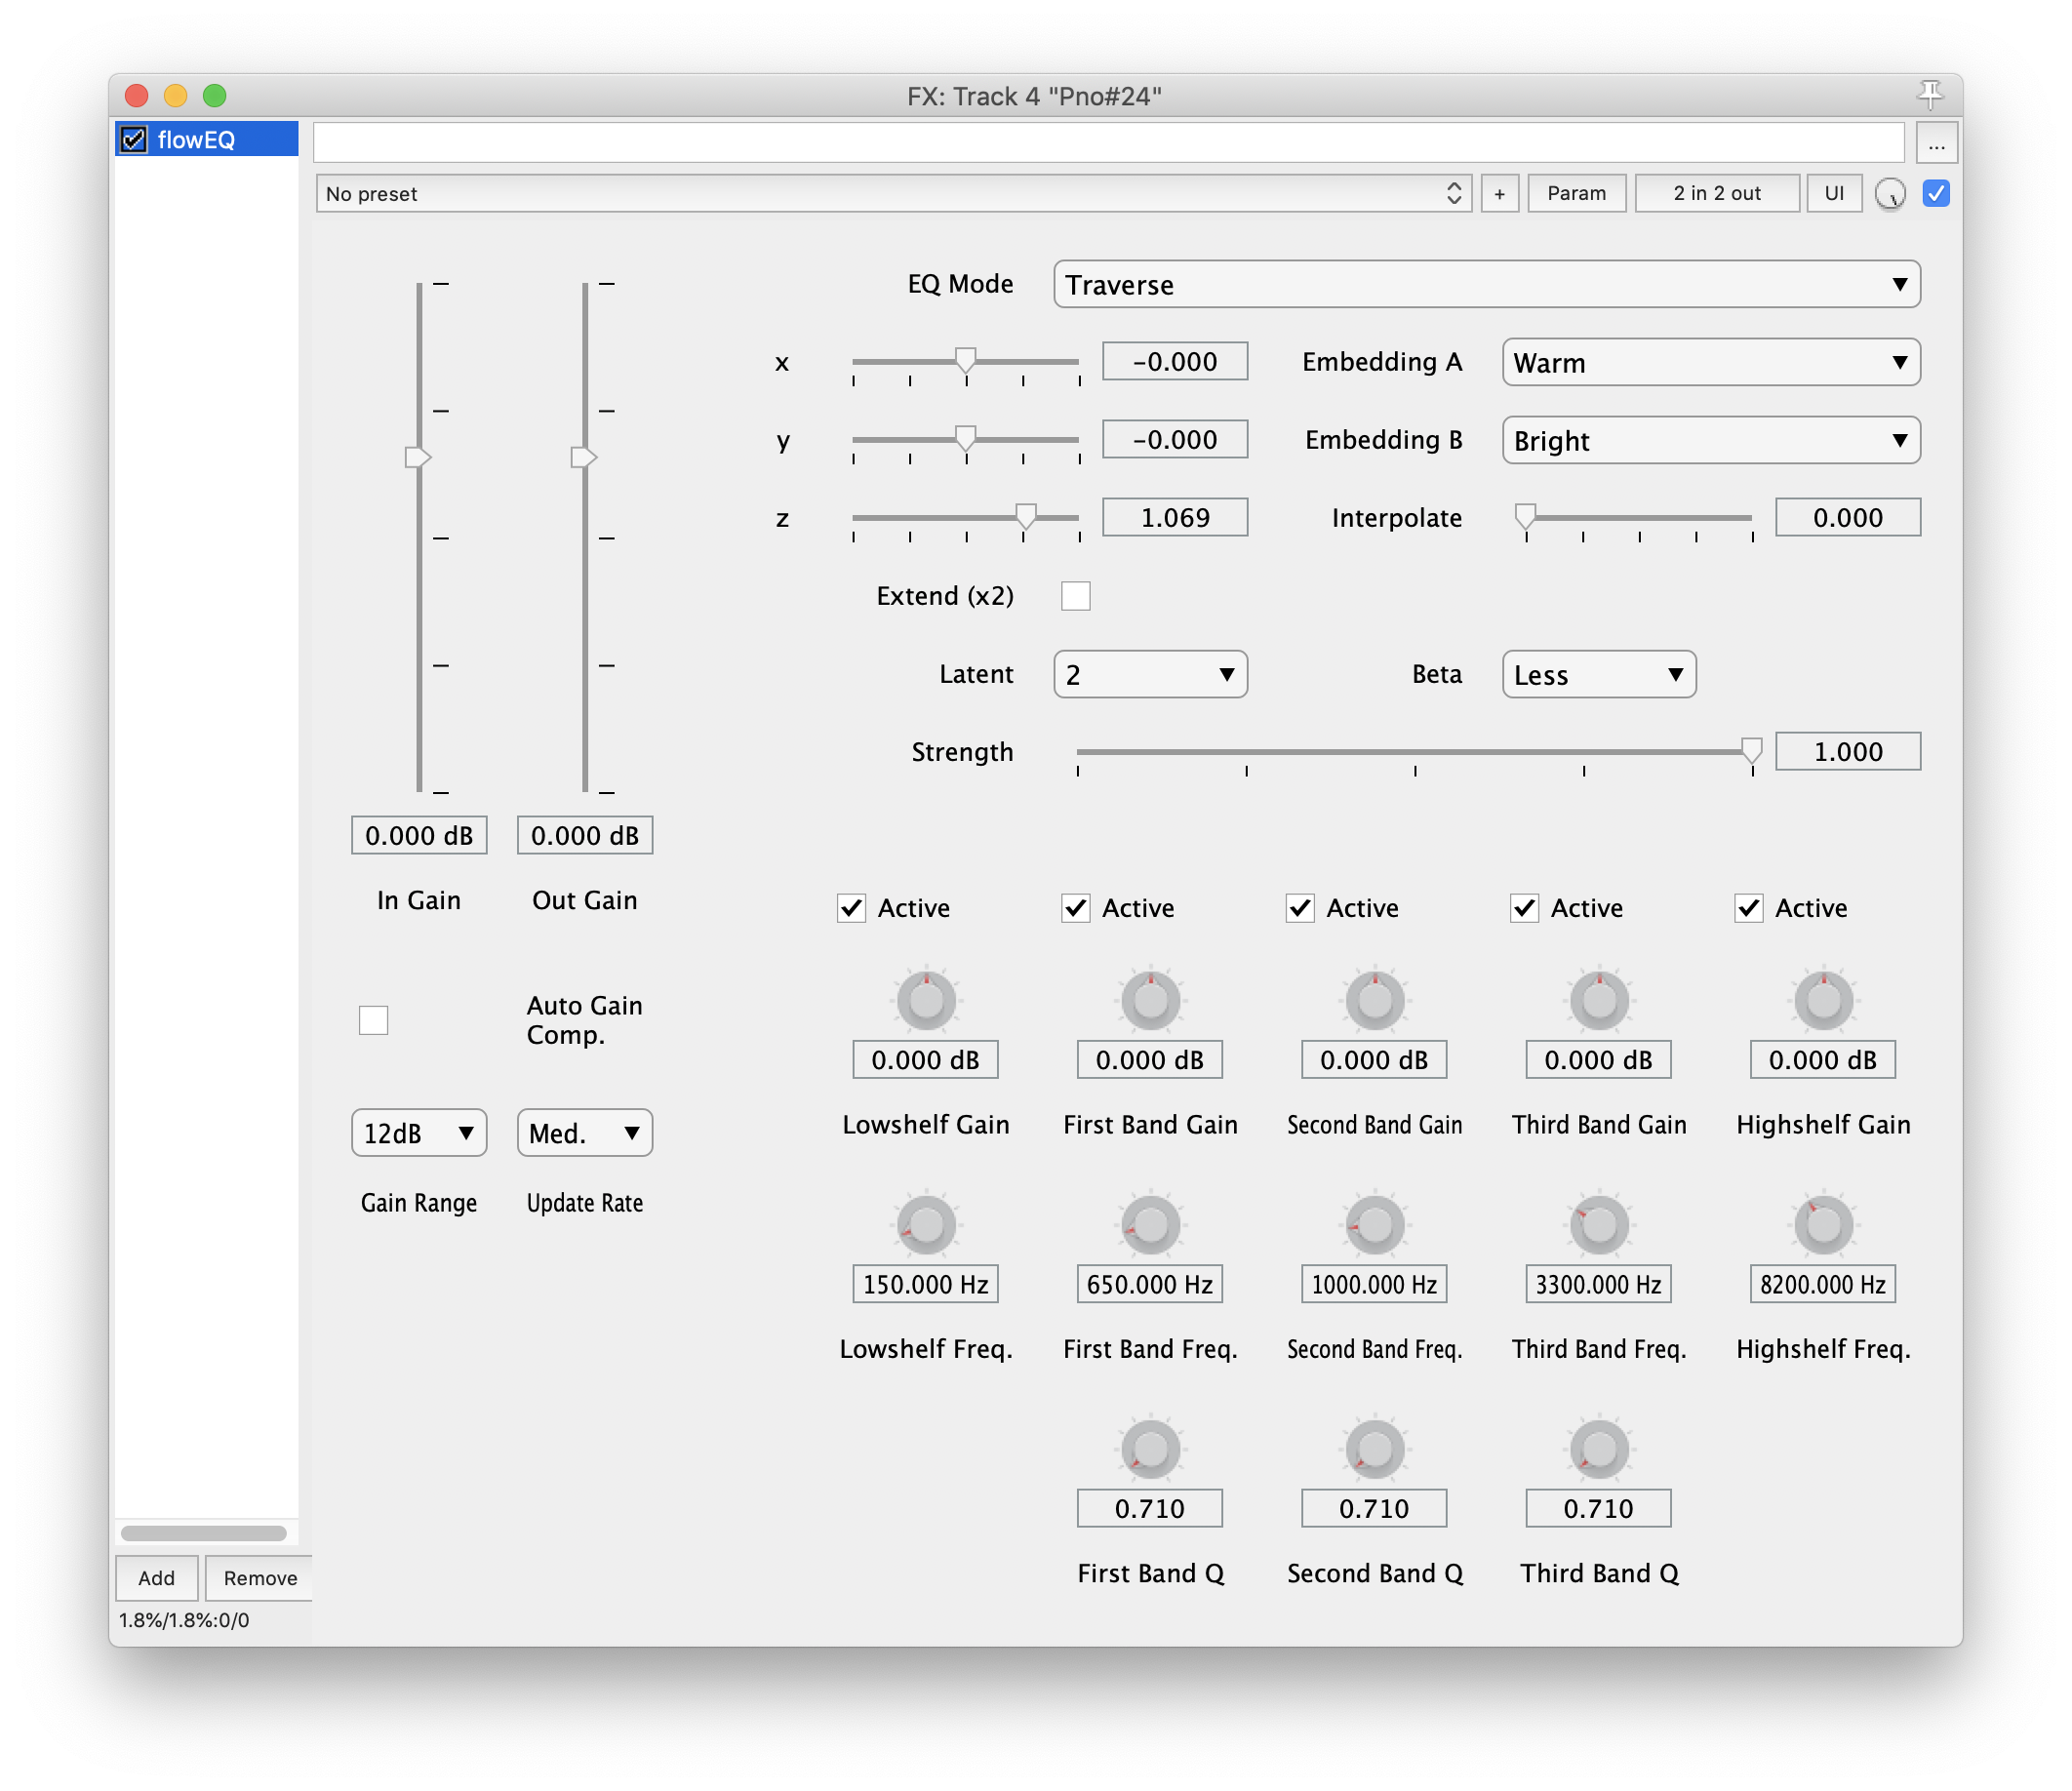 FX: Track 4 "Pno#24"
flowEQ
...
No preset
+
Param
2 in 2 out
UI
EQ Mode
Traverse
x
-0.000
Embedding A
Warm
y
-0.000
Embedding B
Bright
z
1.069
Interpolate
0.000
Extend (x2)
Latent
2
Beta
Less
Strength
1.000
0.000 dB
0.000 dB
In Gain
Out Gain
Auto Gain
Comp.
12dB
Med.
Gain Range
Update Rate
Active
Active
Active
Active
Active
0.000 dB
0.000 dB
0.000 dB
0.000 dB
0.000 dB
Lowshelf Gain
First Band Gain
Second Band Gain
Third Band Gain
Highshelf Gain
150.000 Hz
650.000 Hz
1000.000 Hz
3300.000 Hz
8200.000 Hz
Lowshelf Freq.
First Band Freq.
Second Band Freq.
Third Band Freq.
Highshelf Freq.
0.710
0.710
0.710
First Band Q
Second Band Q
Third Band Q
Add
Remove
1.8%/1.8%:0/0